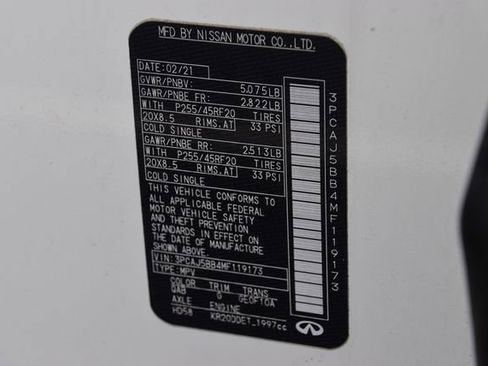 MFD BY NISSAN MOTOR CO.,LTD.
DATE: 02/21
GVWR/PNBV: 5,075LB
GAWR/PNBE FR: 2,822LB
WITH P255/45RF20 TIRES
20X8.5 RIMS,AT 33 PSI
COLD SINGLE
GAWR/PNBE RR: 2,513LB
WITH P255/45RF20 TIRES
20X8.5 RIMS,AT 33 PSI
COLD SINGLE
THIS VEHICLE CONFORMS TO
ALL APPLICABLE FEDERAL
MOTOR VEHICLE SAFETY
AND THEFT PREVENTION
STANDARDS IN EFFECT ON
THE DATE OF MANUFACTURE
SHOWN ABOVE.
VIN: 3PCAJ5BB4MF119173
TYPE: MPV
COLOR TRIM TRANS
QAB G GE0F10A
AXLE ENGINE
HD58 KR20DDET_1997cc
3PCAJ5BB4MF119173